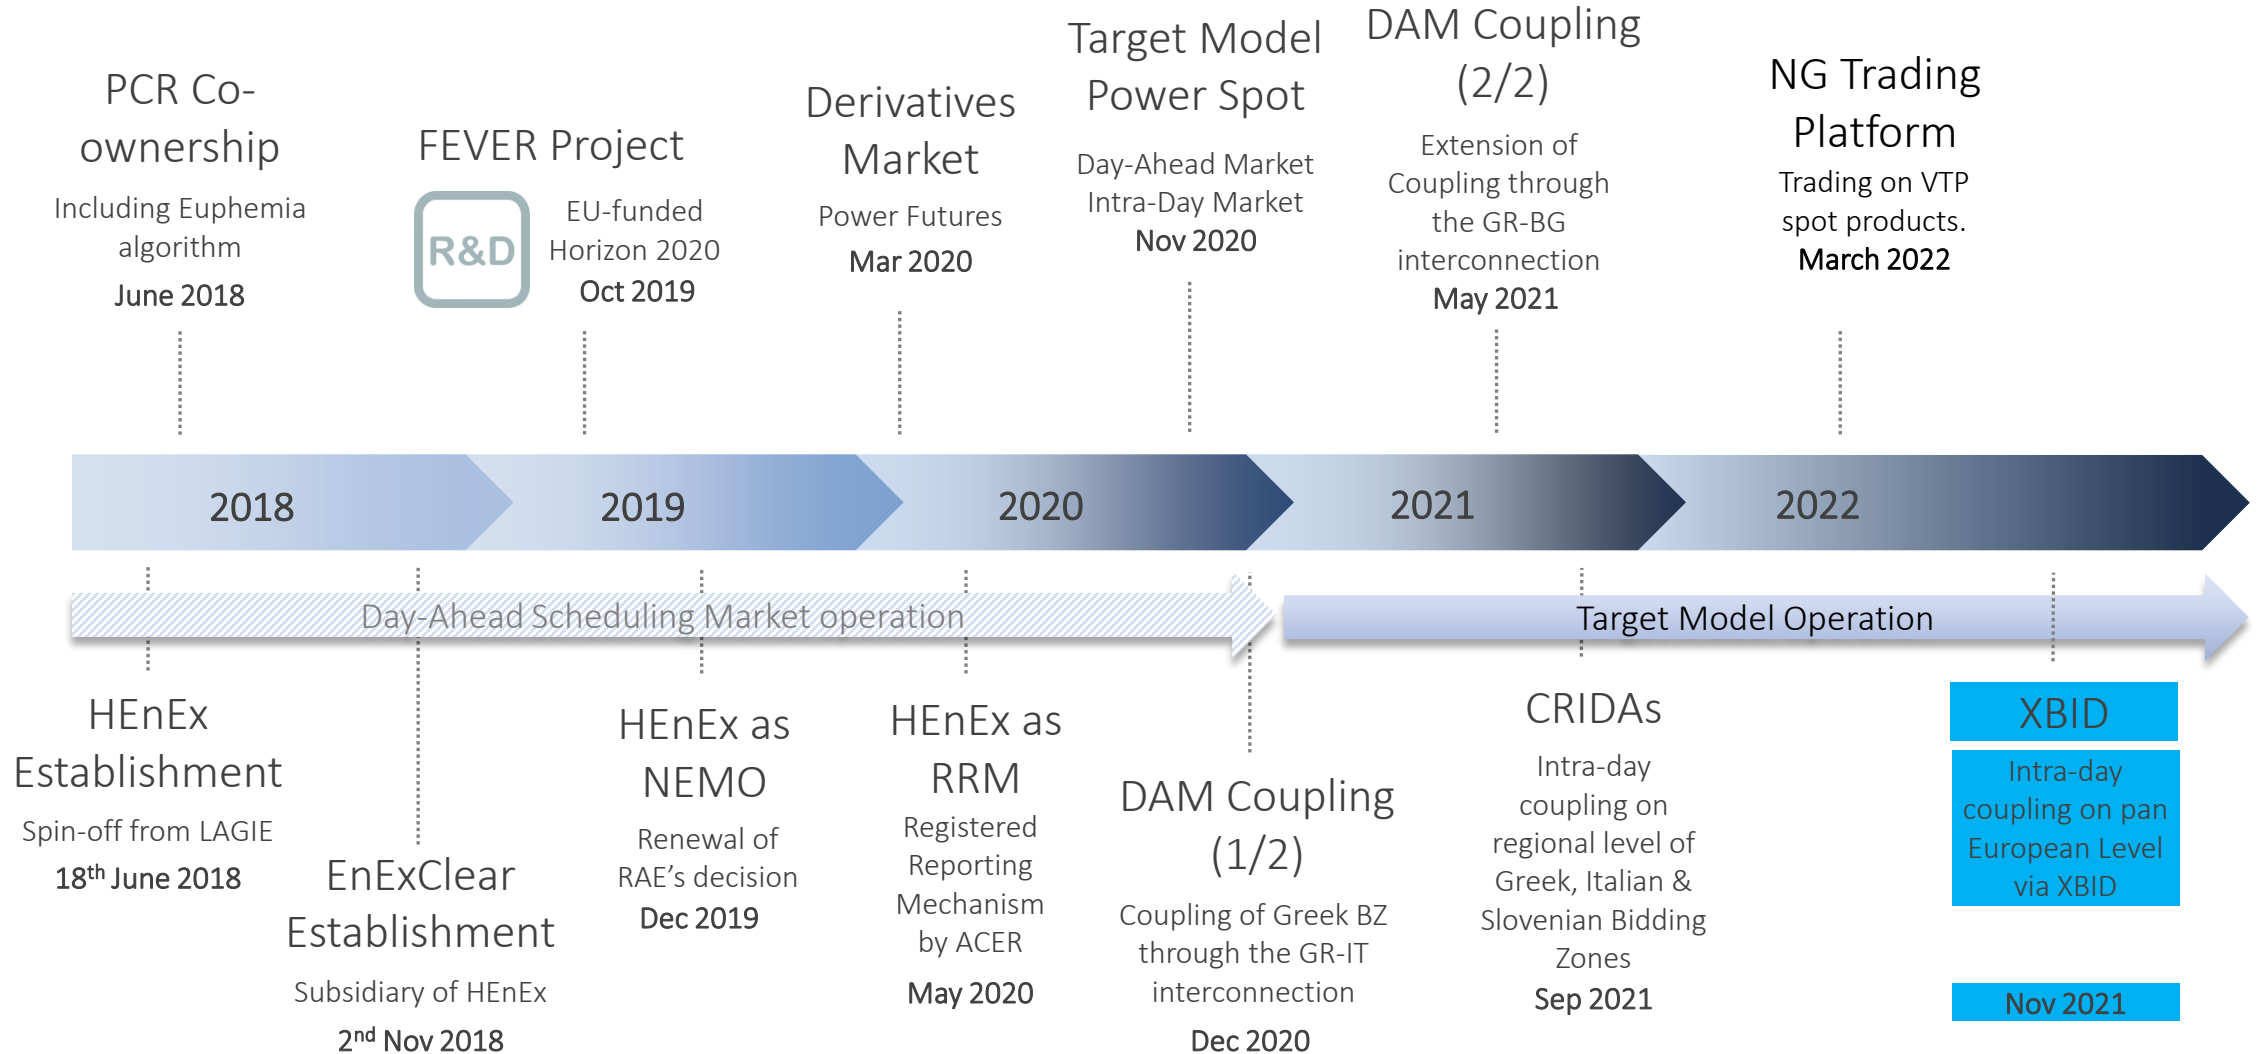 PCR Co-
ownership
Including Euphemia
algorithm
June 2018
FEVER Project
R&D
EU-funded
Horizon 2020
Oct 2019
Derivatives
Market
Power Futures
Mar 2020
Target Model
Power Spot
Day-Ahead Market
Intra-Day Market
Nov 2020
DAM Coupling
(2/2)
Extension of
Coupling through
the GR-BG
interconnection
May 2021
NG Trading
Platform
Trading on VTP
spot products.
March 2022
2018
2019
2020
2021
2022
Day-Ahead Scheduling Market operation
Target Model Operation
HEnEx
Establishment
Spin-off from LAGIE
18th June 2018
EnExClear
Establishment
Subsidiary of HEnEx
2nd Nov 2018
HEnEx as
NEMO
Renewal of
RAE’s decision
Dec 2019
HEnEx as
RRM
Registered
Reporting
Mechanism
by ACER
May 2020
DAM Coupling
(1/2)
Coupling of Greek BZ
through the GR-IT
interconnection
Dec 2020
CRIDAs
Intra-day
coupling on
regional level of
Greek, Italian &
Slovenian Bidding
Zones
Sep 2021
XBID
Intra-day
coupling on pan
European Level
via XBID
Nov 2021